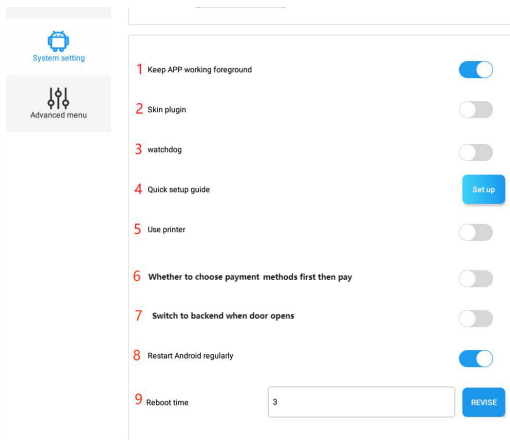 System setting
Advanced menu
1 Keep APP working foreground
2 Skin plugin
3 watchdog
4 Quick setup guide Set up
5 Use printer
6 Whether to choose payment methods first then pay
7 Switch to backend when door opens
8 Restart Android regularly
9 Reboot time 3 REVISE